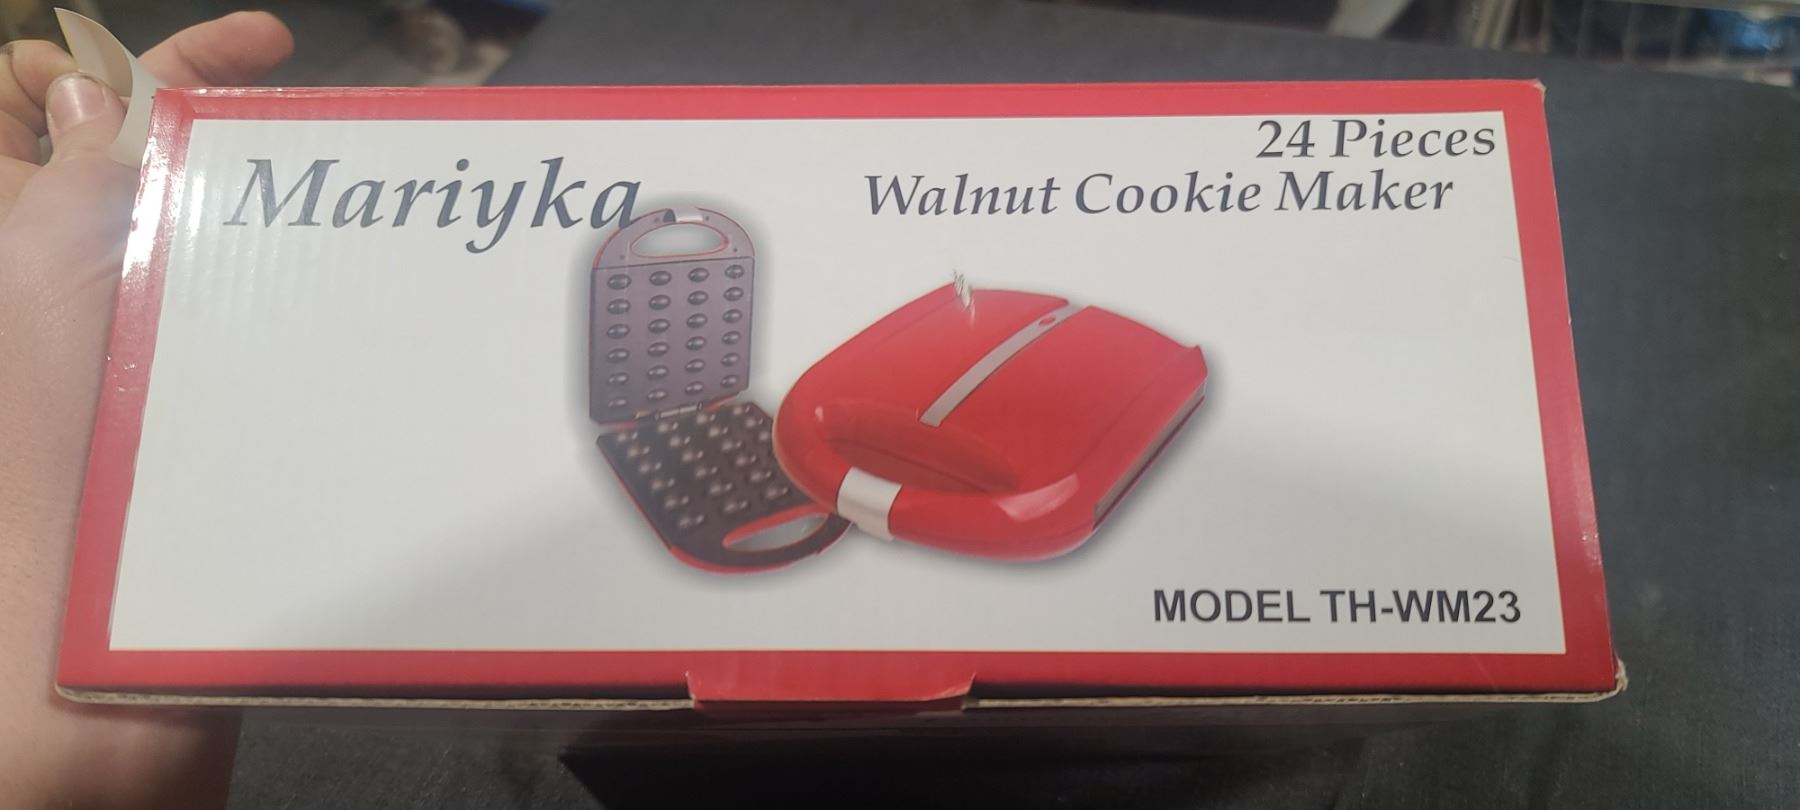 Mariyka
24 Pieces
Walnut Cookie Maker
MODEL TH-WM23